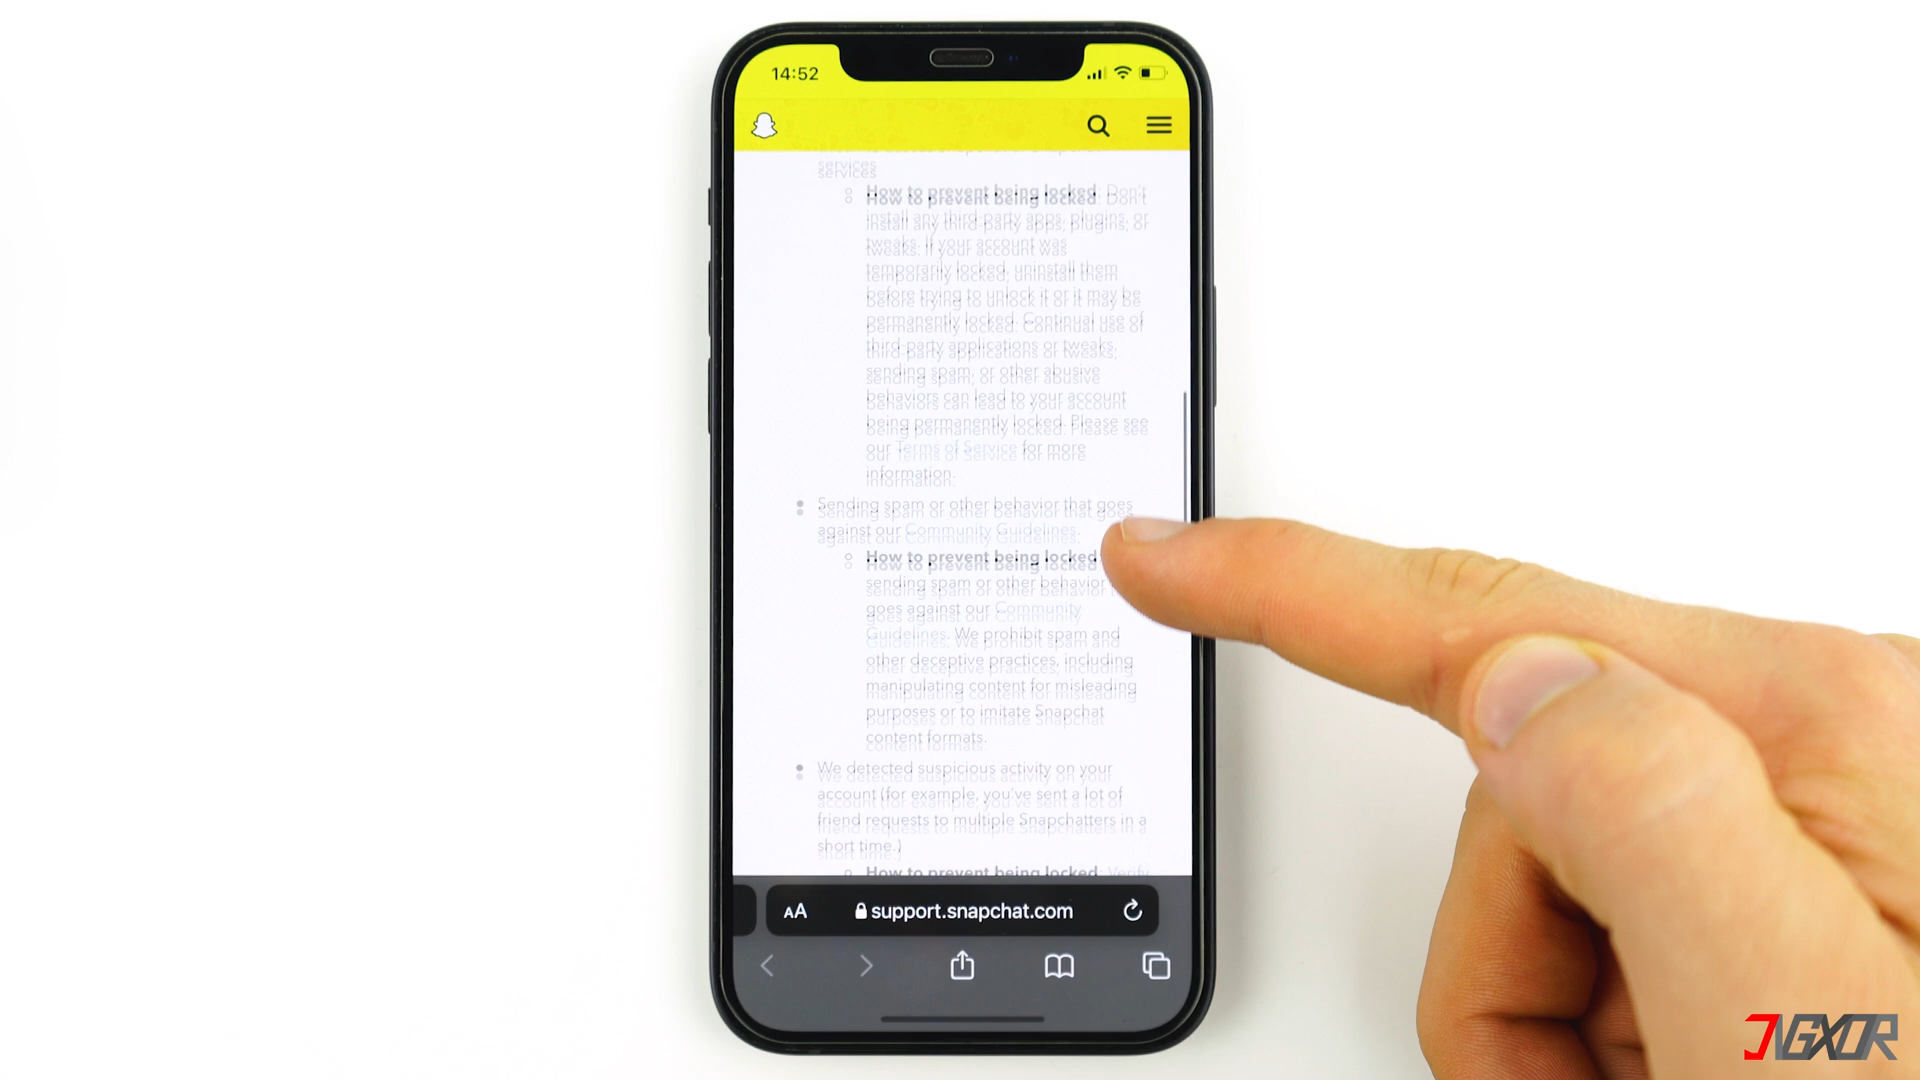 14:52
services
How to prevent being locked: Don't
install any third-party apps, plugins, or
tweaks. If your account was
temporarily locked, uninstall them
before trying to unlock it or it may be
permanently locked. Continual use of
third-party applications or tweaks,
sending spam, or other abusive
behaviors can lead to your account
being permanently locked. Please see
our Terms of Service for more
information.
Sending spam or other behavior that goes
against our Community Guidelines.
How to prevent being locked
sending spam or other behavior
goes against our Community
Guidelines. We prohibit spam and
other deceptive practices, including
manipulating content for misleading
purposes or to imitate Snapchat
content formats.
We detected suspicious activity on your
account (for example, you've sent a lot of
friend requests to multiple Snapchatters in a
short time.)
How to prevent being locked: Verify
AA support.snapchat.com
JVGXOR